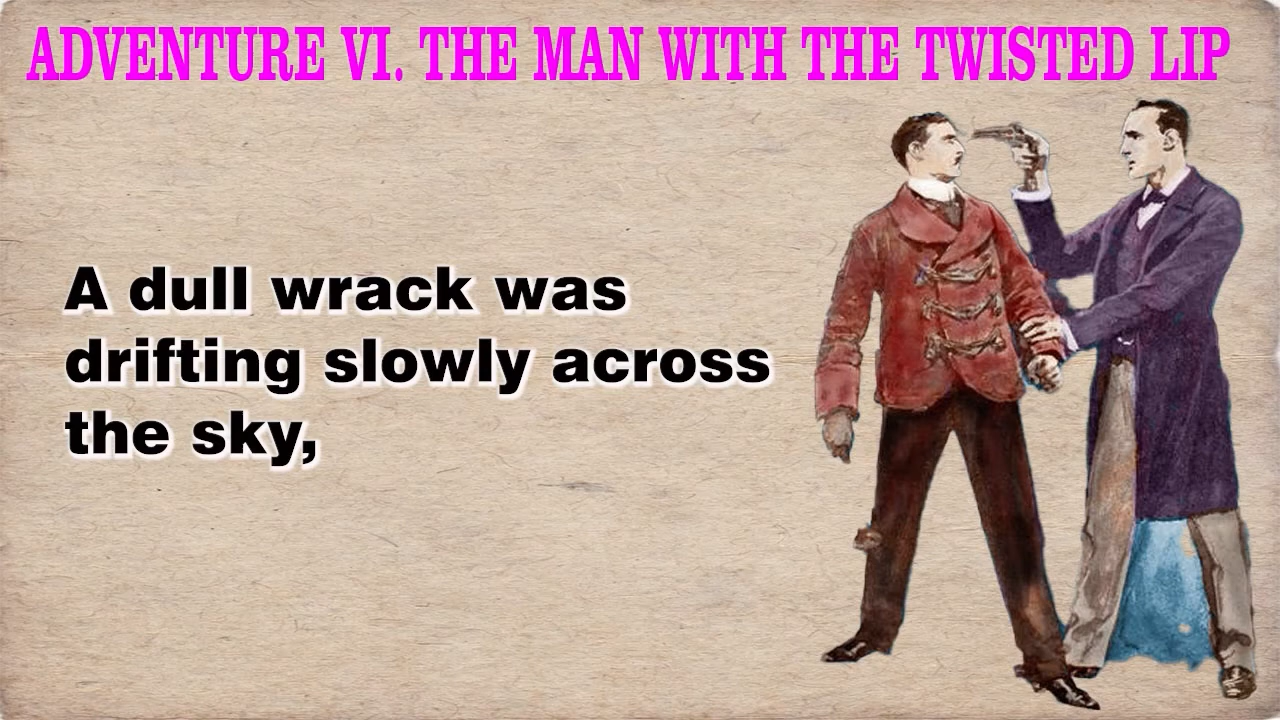 ADVENTURE VI. THE MAN WITH THE TWISTED LIP
A dull wrack was
drifting slowly across
the sky,